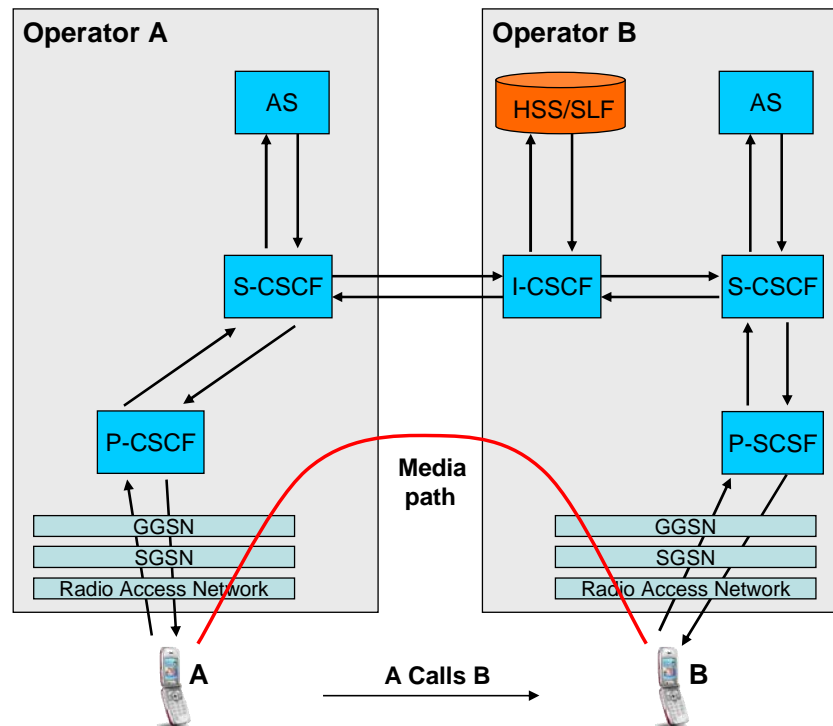 Operator A
Operator B
AS
HSS/SLF
AS
S-CSCF
I-CSCF
S-CSCF
P-CSCF
P-SCSF
Media
path
GGSN
GGSN
SGSN
SGSN
Radio Access Network
Radio Access Network
A
B
A Calls B